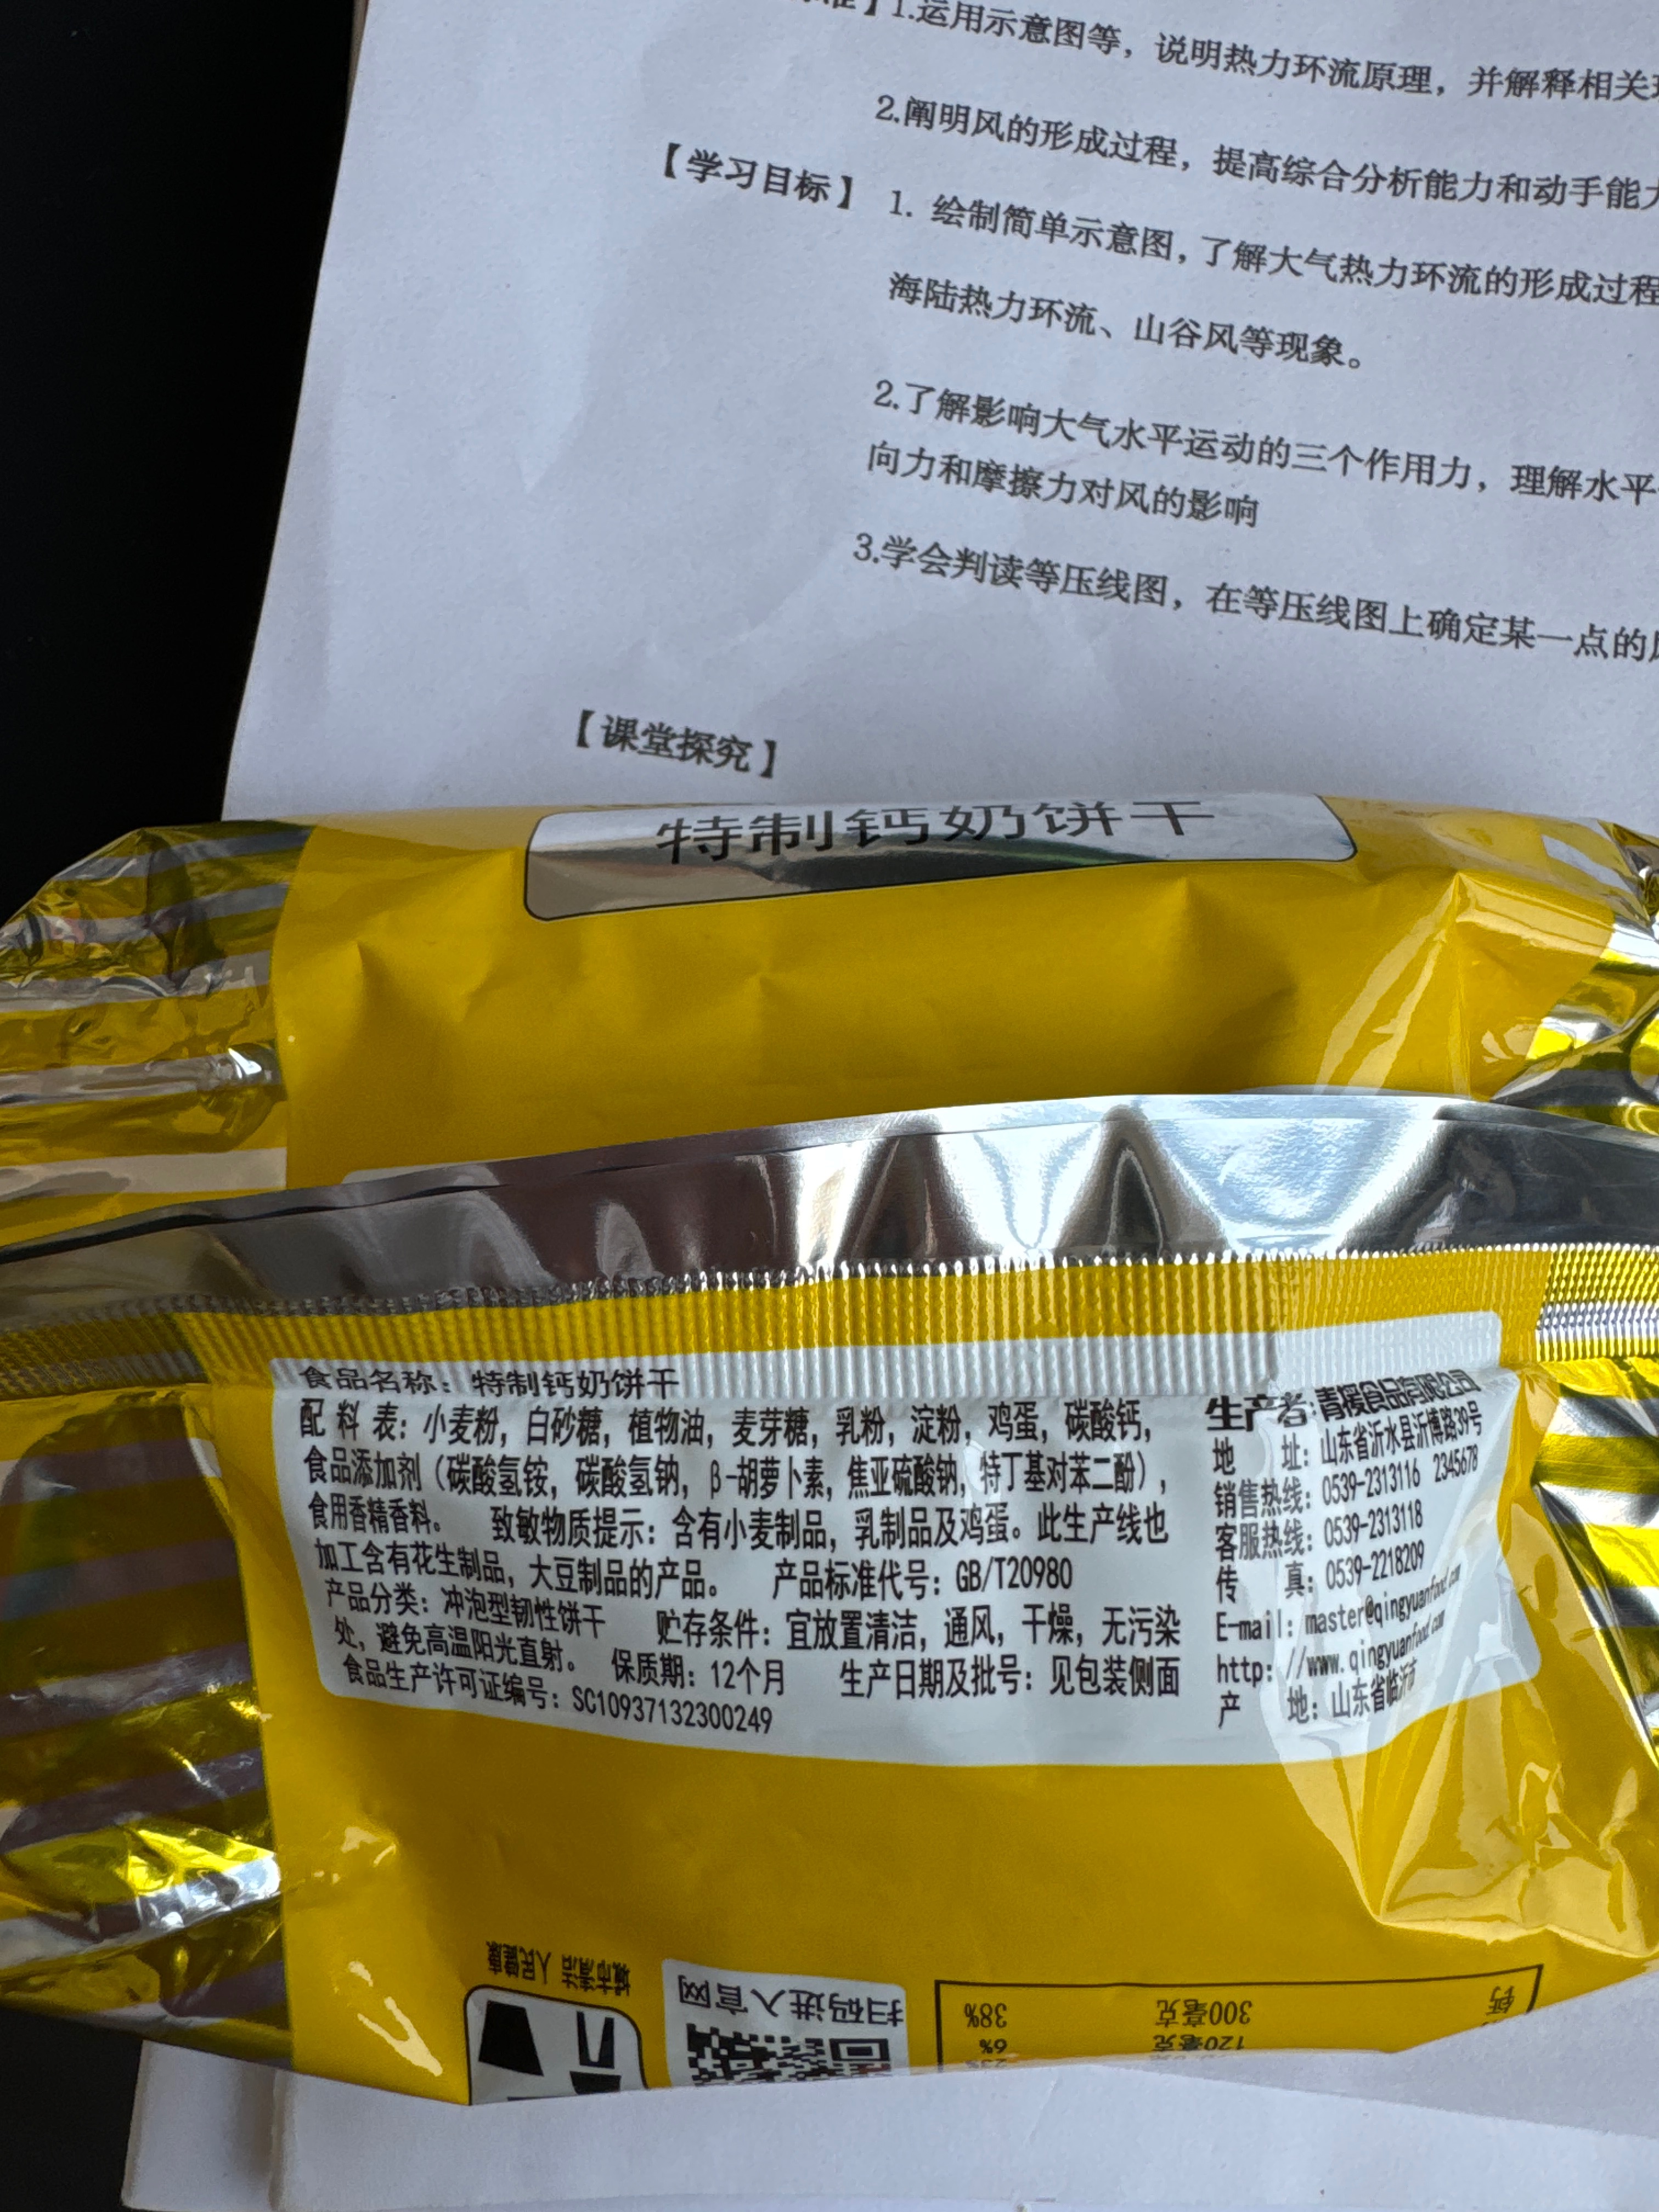 1.运用示意图等，说明热力环流原理，并解释相关
2.阐明风的形成过程，提高综合分析能力和动手能
【学习目标】 1. 绘制简单示意图，了解大气热力环流的形成过程
海陆热力环流、山谷风等现象。
2.了解影响大气水平运动的三个作用力，理解水平
向力和摩擦力对风的影响
3.学会判读等压线图，在等压线图上确定某一点的
【课堂探究】
特制钙奶饼干
食品名称：特制钙奶饼干
配 料 表：小麦粉，白砂糖，植物油，麦芽糖，乳粉，淀粉，鸡蛋，碳酸钙，
食品添加剂（碳酸氢铵，碳酸氢钠，β-胡萝卜素，焦亚硫酸钠，特丁基对苯二酚），
食用香精香料。 致敏物质提示：含有小麦制品，乳制品及鸡蛋。此生产线也
加工含有花生制品，大豆制品的产品。 产品标准代号：GB/T20980
产品分类：冲泡型韧性饼干 贮存条件：宜放置清洁，通风，干燥，无污染
处，避免高温阳光直射。 保质期：12个月 生产日期及批号：见包装侧面
食品生产许可证编号：SC10937132300249
生产者：青援食品有限公司
地 址：山东省沂水县沂博路39号
销售热线：0539-2313116 2345678
客服热线：0539-2313118
传 真：0539-2218209
E-mail：master@qingyuanfood.com
http：//www.qingyuanfood.com
产 地：山东省临沂市
城市清洁 人民健康
扫码进入官网
钙 300毫克 38%
120毫克 6%
23%